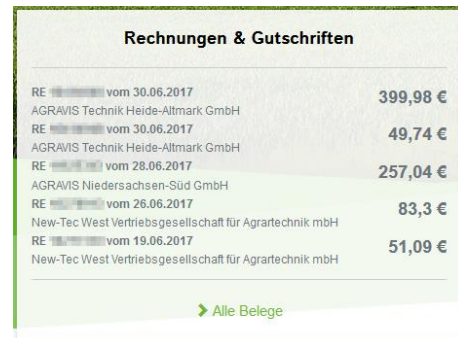 Rechnungen & Gutschriften
RE vom 30.06.2017
399,98 €
AGRAVIS Technik Heide-Altmark GmbH
RE vom 30.06.2017
49,74 €
AGRAVIS Technik Heide-Altmark GmbH
RE vom 28.06.2017
257,04 €
AGRAVIS Niedersachsen-Süd GmbH
RE vom 26.06.2017
83,3 €
New-Tec West Vertriebsgesellschaft für Agrartechnik mbH
RE vom 19.06.2017
51,09 €
New-Tec West Vertriebsgesellschaft für Agrartechnik mbH
Alle Belege